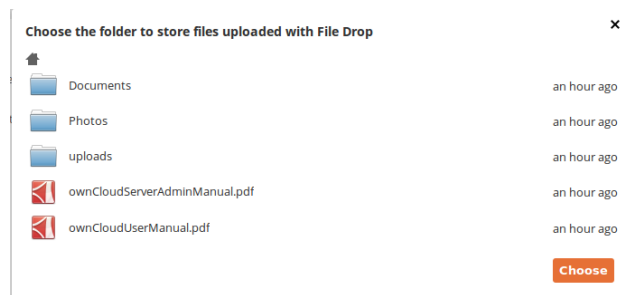 Choose the folder to store files uploaded with File Drop
Documents an hour ago
Photos an hour ago
uploads an hour ago
ownCloudServerAdminManual.pdf an hour ago
ownCloudUserManual.pdf an hour ago
Choose